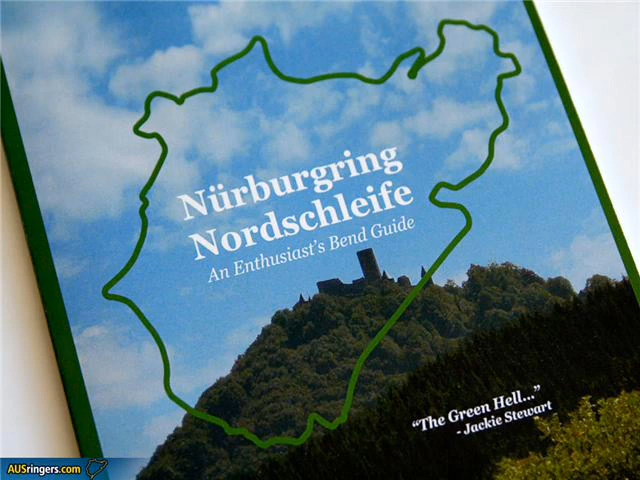 Nürburgring
Nordschleife
An Enthusiast's Bend Guide
"The Green Hell..."
- Jackie Stewart
AUSringers.com